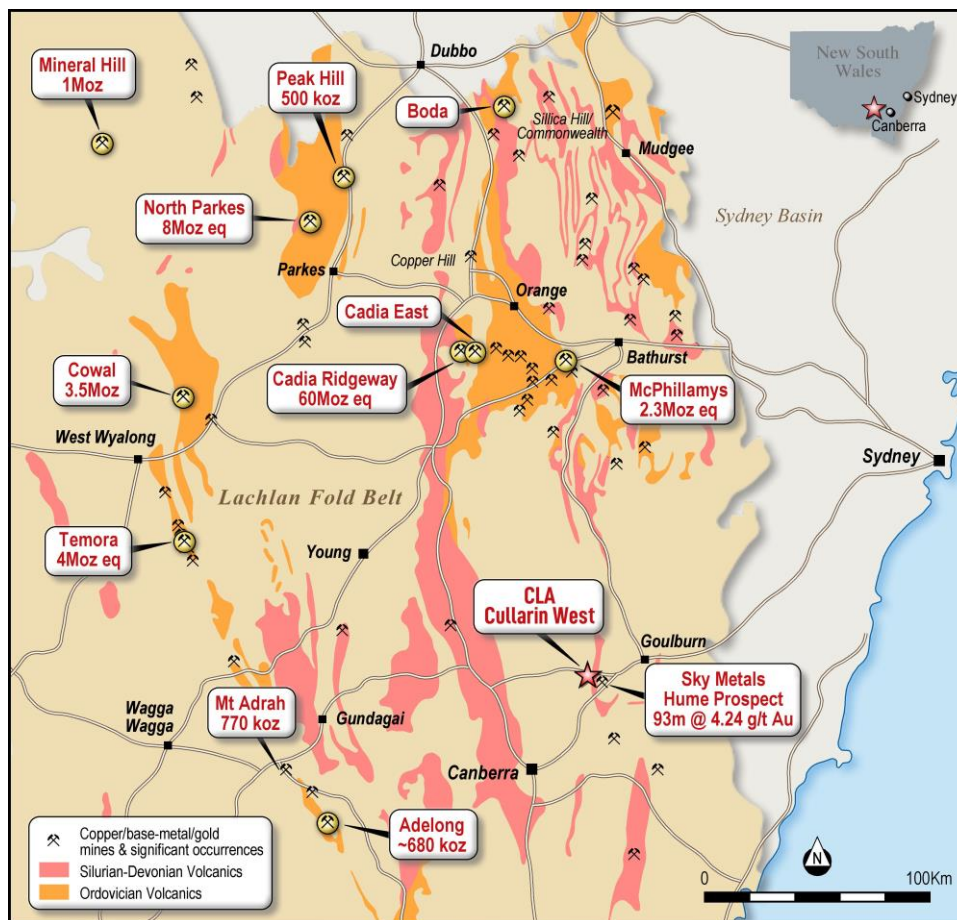 Mineral Hill
1Moz
Dubbo
New South
Wales
Peak Hill
500 koz
Boda
Sydney
Canberra
Sillica Hill/
Commonwealth
Mudgee
North Parkes
8Moz eq
Sydney Basin
Parkes
Copper Hill
Orange
Cadia East
Bathurst
Cowal
3.5Moz
Cadia Ridgeway
60Moz eq
McPhillamys
2.3Moz eq
West Wyalong
Sydney
Lachlan Fold Belt
Temora
4Moz eq
Young
CLA
Cullarin West
Goulburn
Sky Metals
Hume Prospect
93m @ 4.24 g/t Au
Mt Adrah
770 koz
Wagga
Wagga
Gundagai
Canberra
Adelong
~680 koz
Copper/base-metal/gold
mines & significant occurrences
Silurian-Devonian Volcanics
Ordovician Volcanics
N
0
100Km